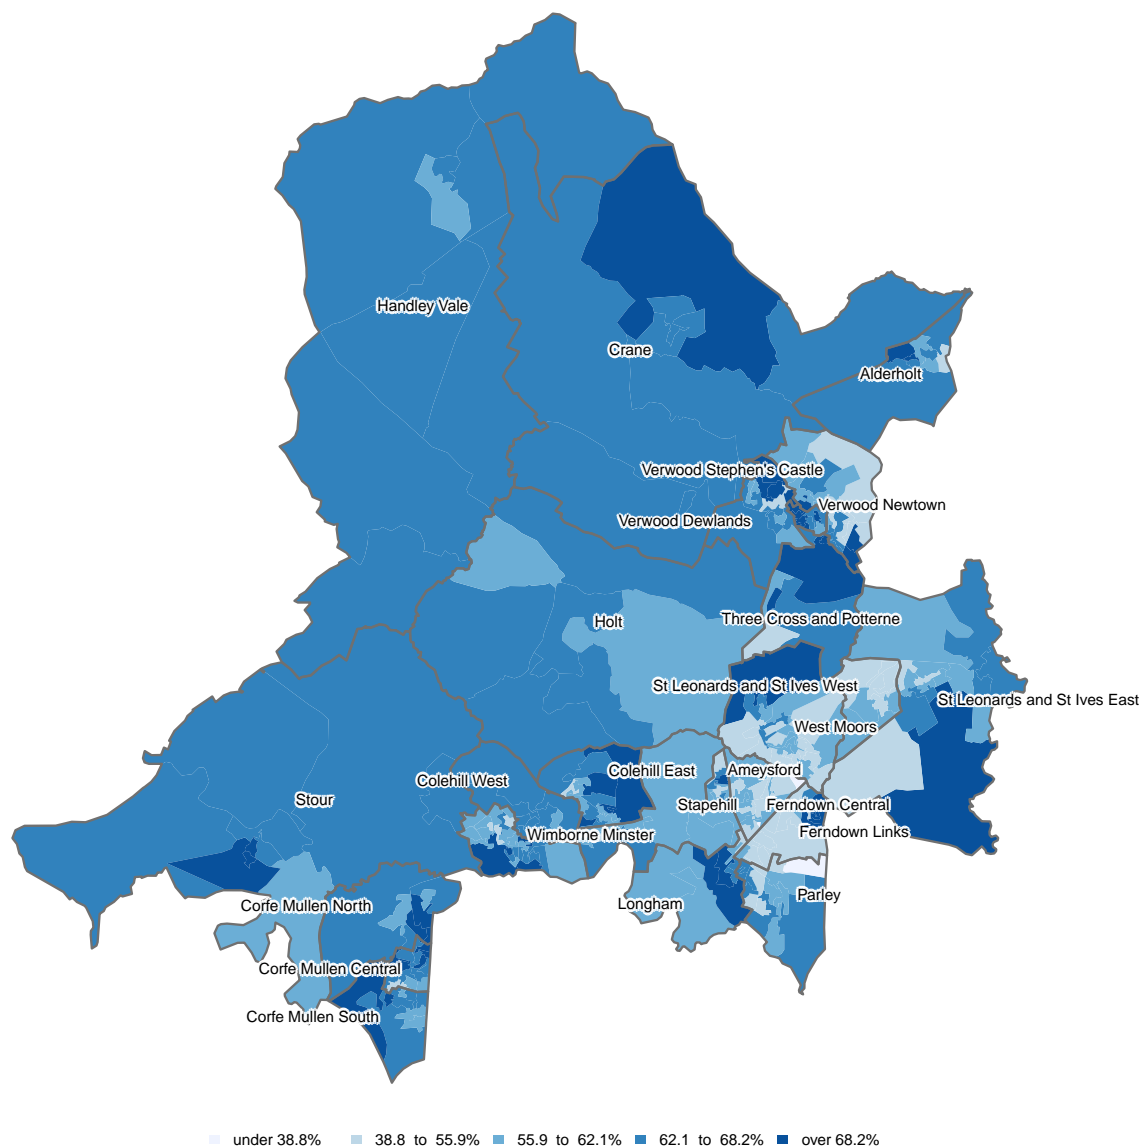 Handley Vale
Crane
Alderholt
Verwood Stephen's Castle
Verwood Newtown
Verwood Dewlands
Three Cross and Potterne
Holt
St Leonards and St Ives West
St Leonards and St Ives East
West Moors
Colehill West
Colehill East
Ameysford
Stour
Stapehill
Ferndown Central
Ferndown Links
Wimborne Minster
Parley
Longham
Corfe Mullen North
Corfe Mullen Central
Corfe Mullen South
under 38.8% 38.8 to 55.9% 55.9 to 62.1% 62.1 to 68.2% over 68.2%